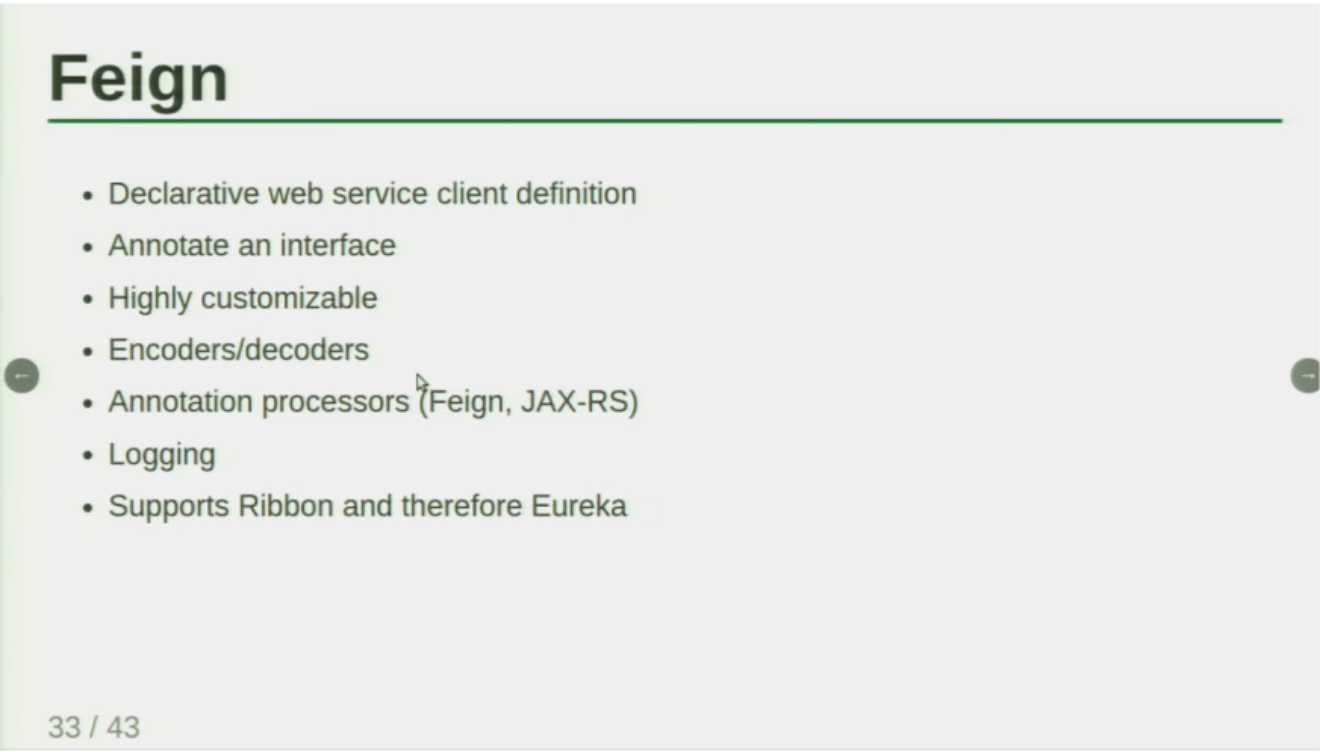 Feign
Declarative web service client definition
Annotate an interface
Highly customizable
Encoders/decoders
Annotation processors (Feign, JAX-RS)
Logging
Supports Ribbon and therefore Eureka
←
→
33 / 43